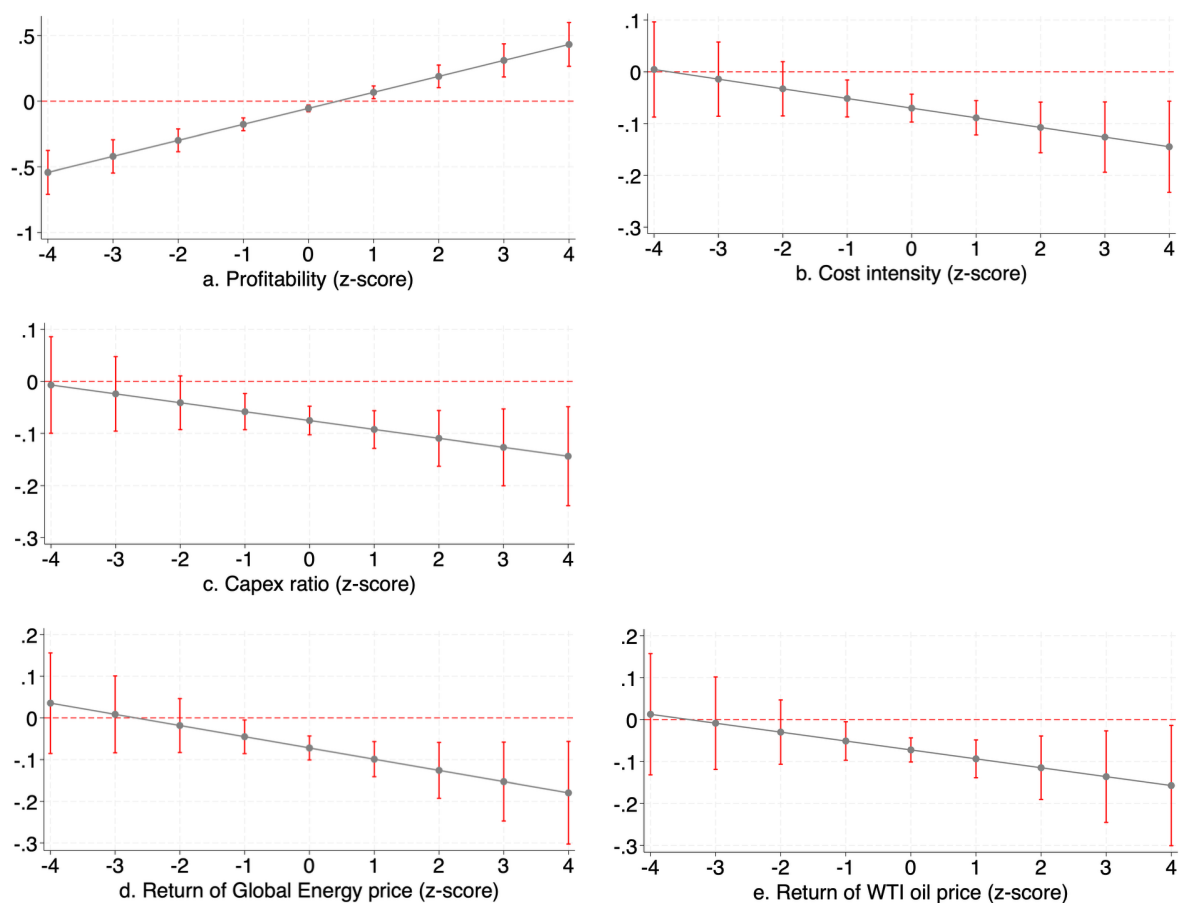 .5
0
-.5
-1
-4 -3 -2 -1 0 1 2 3 4
a. Profitability (z-score)
.1
0
-.1
-.2
-.3
-4 -3 -2 -1 0 1 2 3 4
b. Cost intensity (z-score)
.1
0
-.1
-.2
-.3
-4 -3 -2 -1 0 1 2 3 4
c. Capex ratio (z-score)
.2
.1
0
-.1
-.2
-.3
-4 -3 -2 -1 0 1 2 3 4
d. Return of Global Energy price (z-score)
.2
.1
0
-.1
-.2
-.3
-4 -3 -2 -1 0 1 2 3 4
e. Return of WTI oil price (z-score)